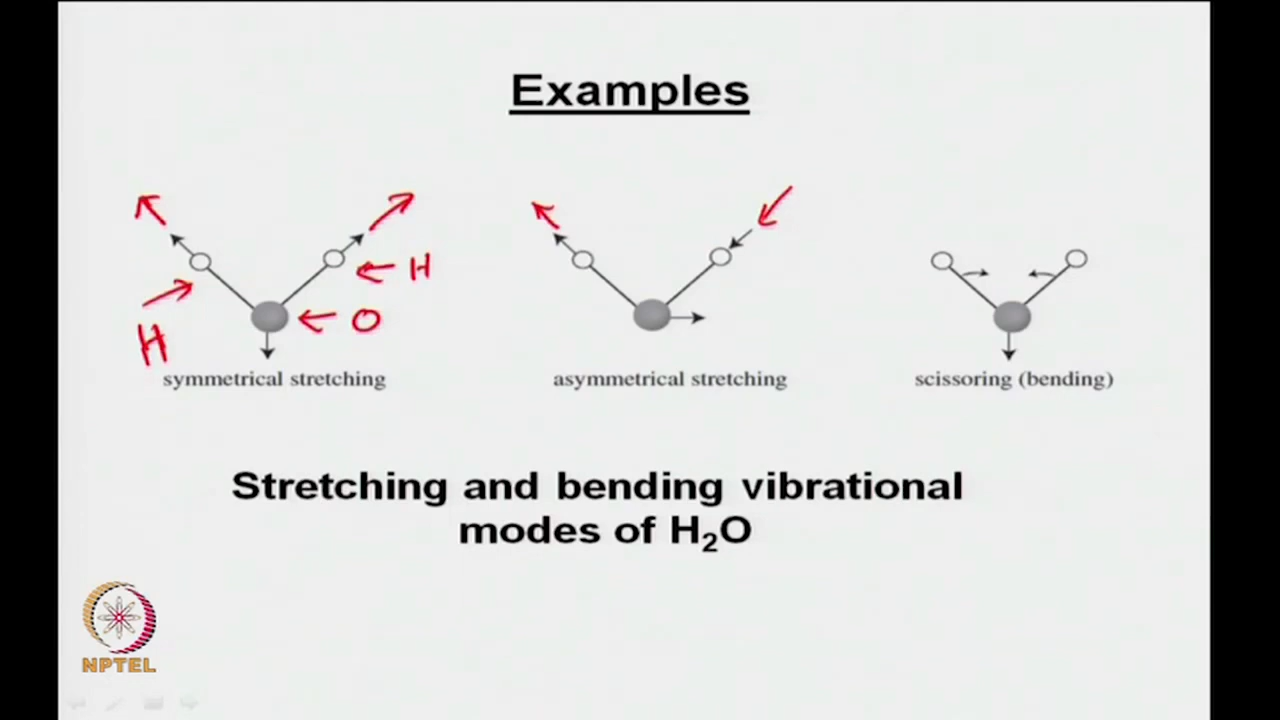 Examples
H
O
H
symmetrical stretching
asymmetrical stretching
scissoring (bending)
Stretching and bending vibrational
modes of H₂O
NPTEL